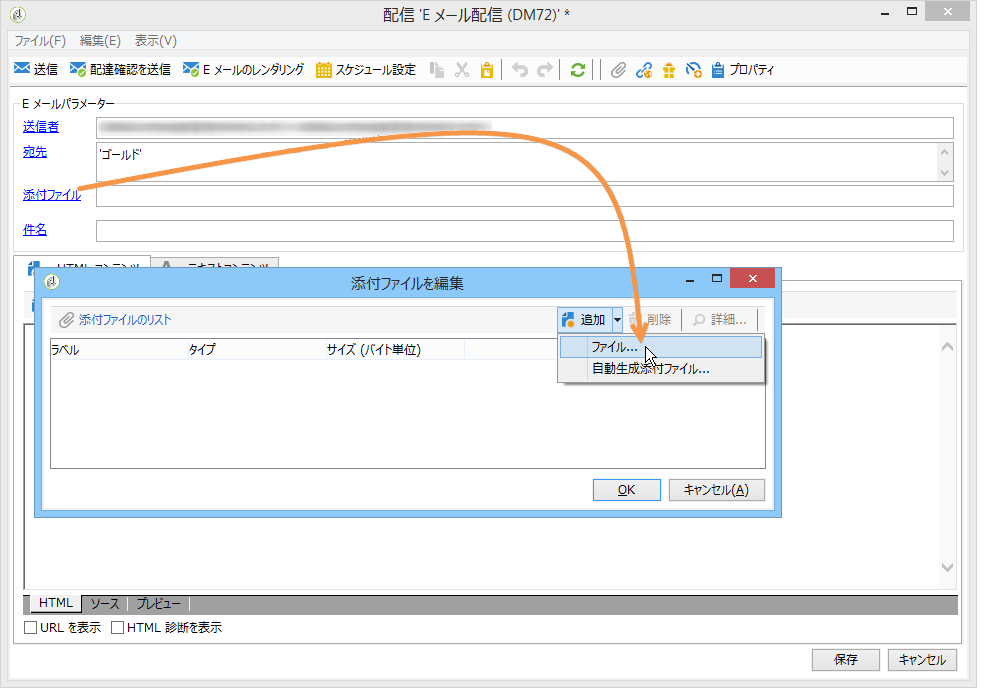 配信 'E メール配信 (DM72)' *
ファイル(F) 編集(E) 表示(V)
送信 配達確認を送信 E メールのレンダリング スケジュール設定 プロパティ
E メールパラメーター
送信者
宛先 'ゴールド'
添付ファイル
件名
HTML コンテンツ テキストコンテンツ
添付ファイルを編集
添付ファイルのリスト 追加 削除 詳細...
ラベル タイプ サイズ (バイト単位)
ファイル...
自動生成添付ファイル...
OK キャンセル(A)
HTML ソース プレビュー
URL を表示 HTML 診断を表示
保存 キャンセル